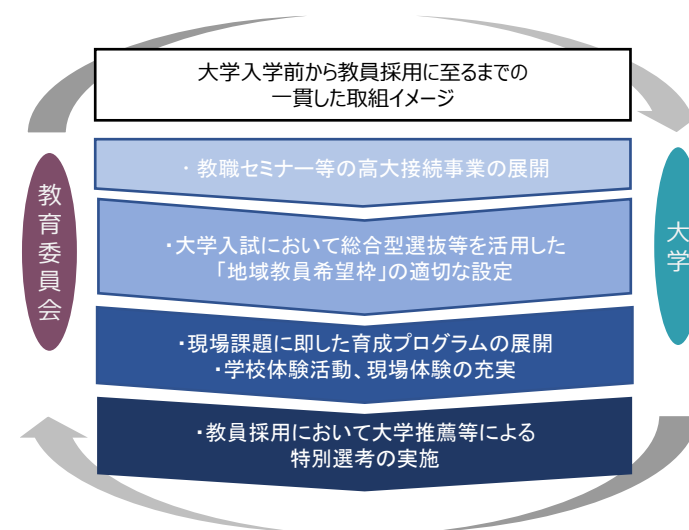 大学入学前から教員採用に至るまでの
一貫した取組イメージ
・教職セミナー等の高大接続事業の展開
・大学入試において総合型選抜等を活用した
「地域教員希望枠」の適切な設定
・現場課題に即した育成プログラムの展開
・学校体験活動、現場体験の充実
・教員採用において大学推薦等による
特別選考の実施
教育委員会
大学